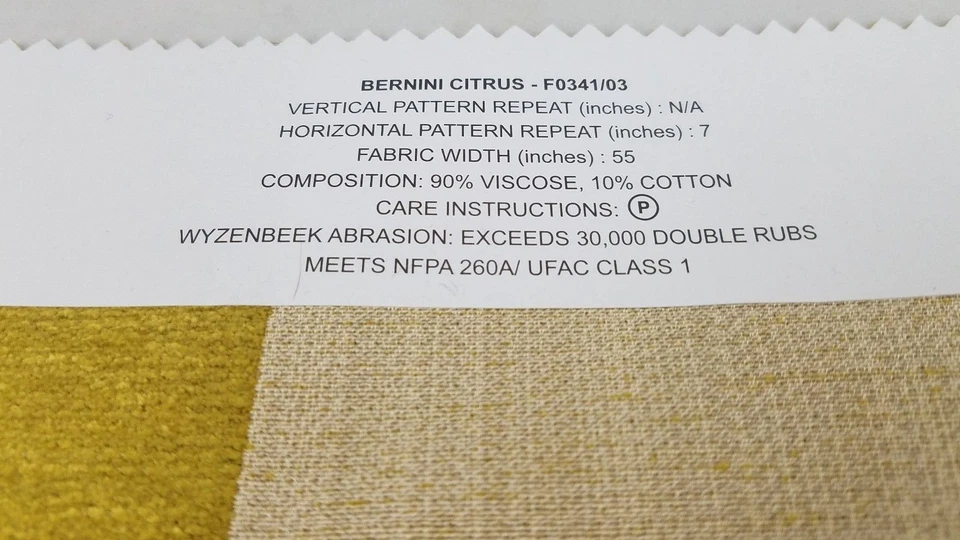 BERNINI CITRUS - F0341/03
VERTICAL PATTERN REPEAT (inches) : N/A
HORIZONTAL PATTERN REPEAT (inches) : 7
FABRIC WIDTH (inches) : 55
COMPOSITION: 90% VISCOSE, 10% COTTON
CARE INSTRUCTIONS: Ⓟ
WYZENBEEK ABRASION: EXCEEDS 30,000 DOUBLE RUBS
MEETS NFPA 260A/ UFAC CLASS 1